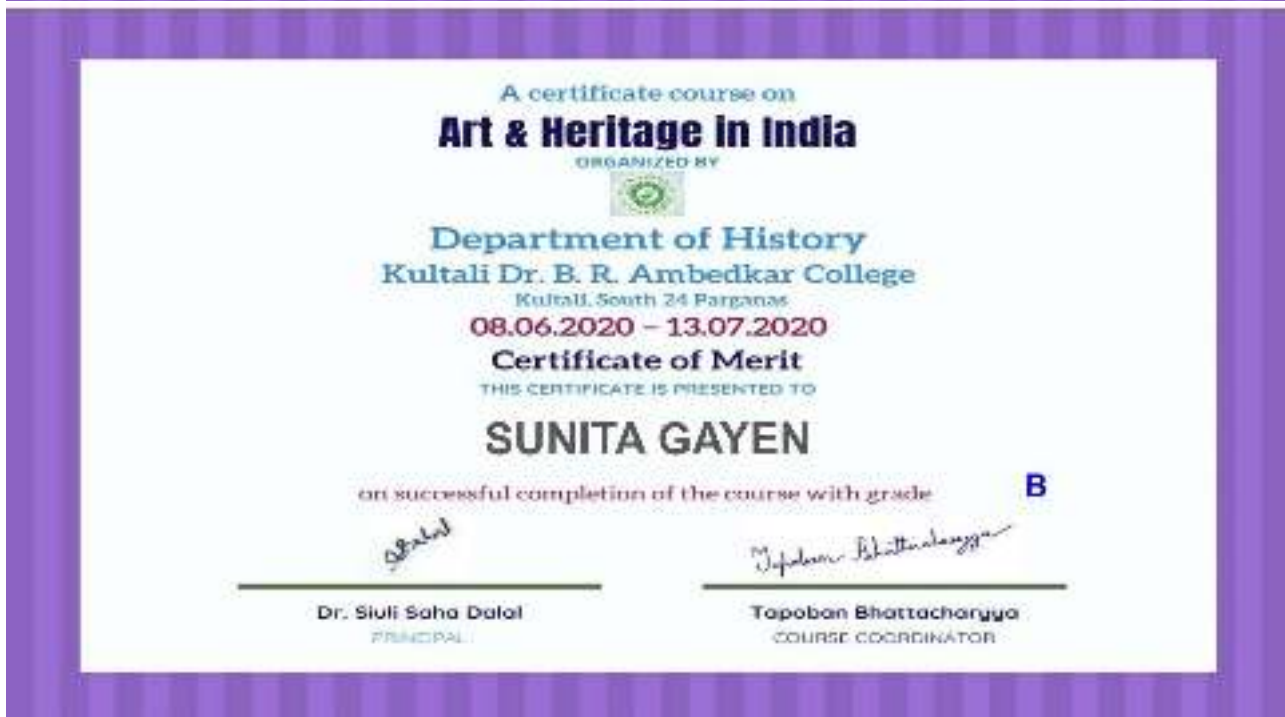 A certificate course on
Art & Heritage in India
ORGANIZED BY
Department of History
Kultali Dr. B. R. Ambedkar College
Kultali, South 24 Parganas
08.06.2020 – 13.07.2020
Certificate of Merit
THIS CERTIFICATE IS PRESENTED TO
SUNITA GAYEN
on successful completion of the course with grade B
Tapoban Bhattacharyya
Dr. Siuli Saha Dalal Tapoban Bhattacharyya
PRINCIPAL COURSE COORDINATOR